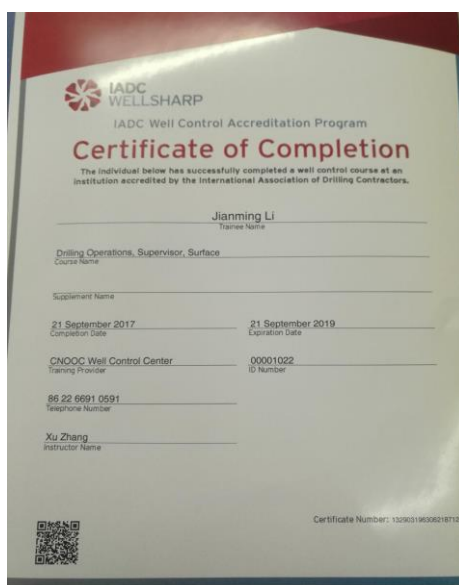 IADC
WELLSHARP
IADC Well Control Accreditation Program
Certificate of Completion
The individual below has successfully completed a well control course at an
institution accredited by the International Association of Drilling Contractors.
Jianming Li
Trainee Name
Drilling Operations, Supervisor, Surface
Course Name
Supplement Name
21 September 2017 21 September 2019
Completion Date Expiration Date
CNOOC Well Control Center 00001022
Training Provider ID Number
86 22 6691 0591
Telephone Number
Xu Zhang
Instructor Name
Certificate Number: